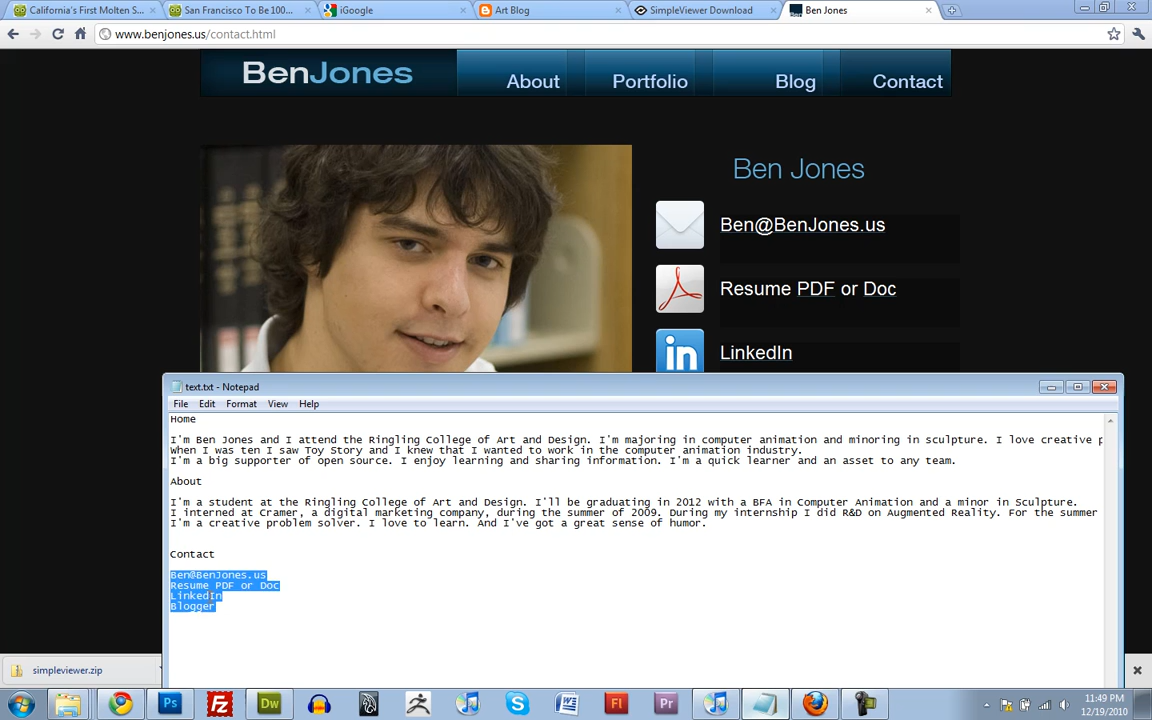 California's First Molten S...
San Francisco To Be 100...
iGoogle
Art Blog
SimpleViewer Download
Ben Jones
www.benjones.us/contact.html
BenJones
About
Portfolio
Blog
Contact
Ben Jones
Ben@BenJones.us
Resume PDF or Doc
in
LinkedIn
text.txt - Notepad
File Edit Format View Help
Home
I'm Ben Jones and I attend the Ringling College of Art and Design. I'm majoring in computer animation and minoring in sculpture. I love creative p
When I was ten I saw Toy Story and I knew that I wanted to work in the computer animation industry.
I'm a big supporter of open source. I enjoy learning and sharing information. I'm a quick learner and an asset to any team.
About
I'm a student at the Ringling College of Art and Design. I'll be graduating in 2012 with a BFA in Computer Animation and a minor in Sculpture.
I interned at Cramer, a digital marketing company, during the summer of 2009. During my internship I did R&D on Augmented Reality. For the summer
I'm a creative problem solver. I love to learn. And I've got a great sense of humor.
Contact
Ben@BenJones.us
Resume PDF or Doc
LinkedIn
Blogger
simpleviewer.zip
Ps
Fz
Dw
S
W
Fl
Pr
11:49 PM
12/19/2010